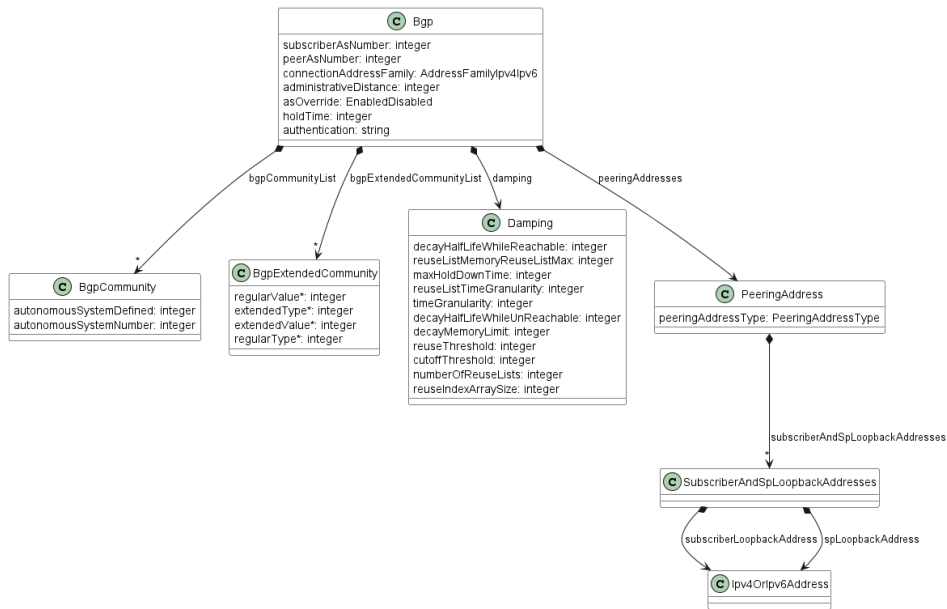 C Bgp
subscriberAsNumber: integer
peerAsNumber: integer
connectionAddressFamily: AddressFamilyIpv4Ipv6
administrativeDistance: integer
asOverride: EnabledDisabled
holdTime: integer
authentication: string
bgpCommunityList
bgpExtendedCommunityList
damping
peeringAddresses
*
*
C BgpCommunity
autonomousSystemDefined: integer
autonomousSystemNumber: integer
C BgpExtendedCommunity
regularValue*: integer
extendedType*: integer
extendedValue*: integer
regularType*: integer
C Damping
decayHalfLifeWhileReachable: integer
reuseListMemoryReuseListMax: integer
maxHoldDownTime: integer
reuseListTimeGranularity: integer
timeGranularity: integer
decayHalfLifeWhileUnReachable: integer
decayMemoryLimit: integer
reuseThreshold: integer
cutoffThreshold: integer
numberOfReuseLists: integer
reuseIndexArraySize: integer
C PeeringAddress
peeringAddressType: PeeringAddressType
subscriberAndSpLoopbackAddresses
*
C SubscriberAndSpLoopbackAddresses
subscriberLoopbackAddress
spLoopbackAddress
C Ipv4OrIpv6Address